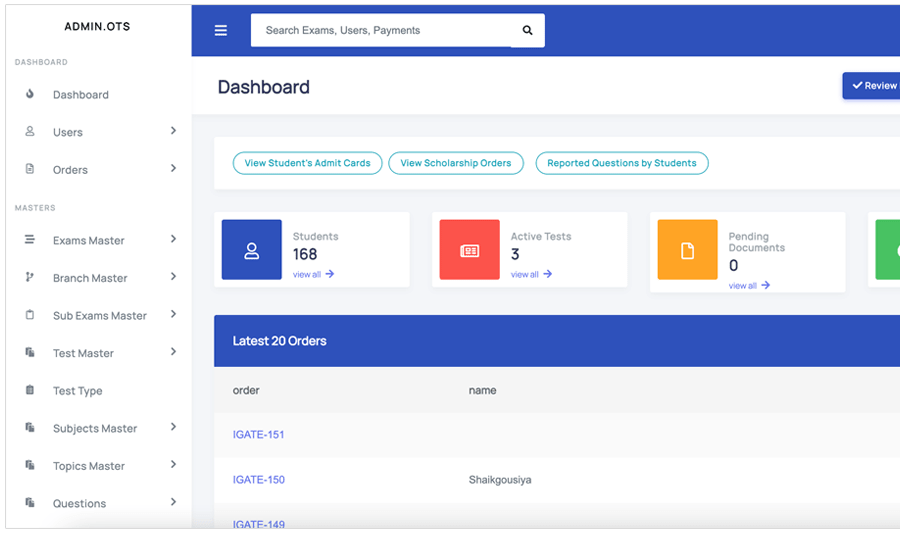 ADMIN.OTS
DASHBOARD
Dashboard
Users
Orders
MASTERS
Exams Master
Branch Master
Sub Exams Master
Test Master
Test Type
Subjects Master
Topics Master
Questions
Search Exams, Users, Payments
Dashboard
Review
View Student's Admit Cards
View Scholarship Orders
Reported Questions by Students
Students
168
view all
Active Tests
3
view all
Pending
Documents
0
view all
Latest 20 Orders
order name
IGATE-151
IGATE-150 Shaikgousiya
IGATE-149